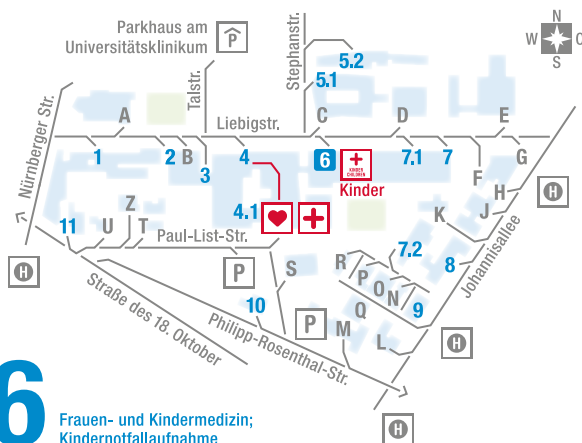 Parkhaus am
Universitätsklinikum
P
Stephanstr.
N
W
O
S
5.2
5.1
Talstr.
Nürnberger Str.
A
Liebigstr.
C
D
E
1
2
B
3
4
6
KINDER
CHILDREN
Kinder
7.1
7
F
G
H
H
J
K
4.1
11
U
Z
T
Paul-List-Str.
P
S
R
P
O
N
7.2
8
Johannisallee
9
H
Straße des 18. Oktober
10
P
Q
M
L
H
Philipp-Rosenthal-Str.
H
6
Frauen- und Kindermedizin;
Kindernotfallaufnahme